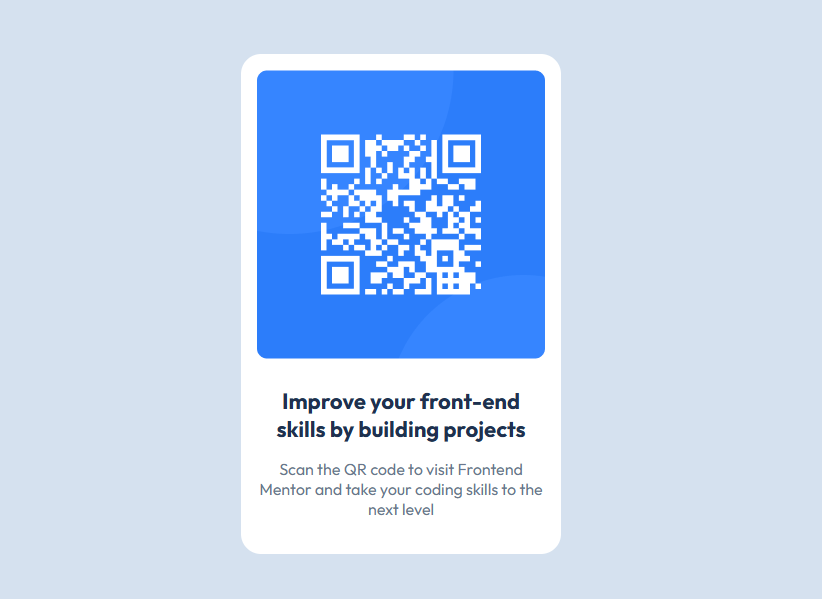 Improve your front-end
skills by building projects
Scan the QR code to visit Frontend
Mentor and take your coding skills to the
next level